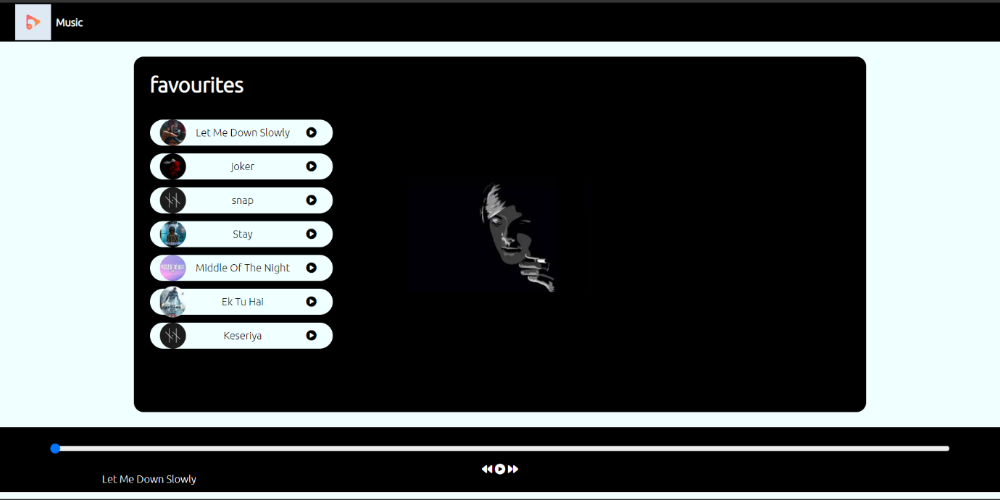 Music
favourites
Let Me Down Slowly
joker
snap
Stay
Middle Of The Night
Ek Tu Hai
Keseriya
Let Me Down Slowly